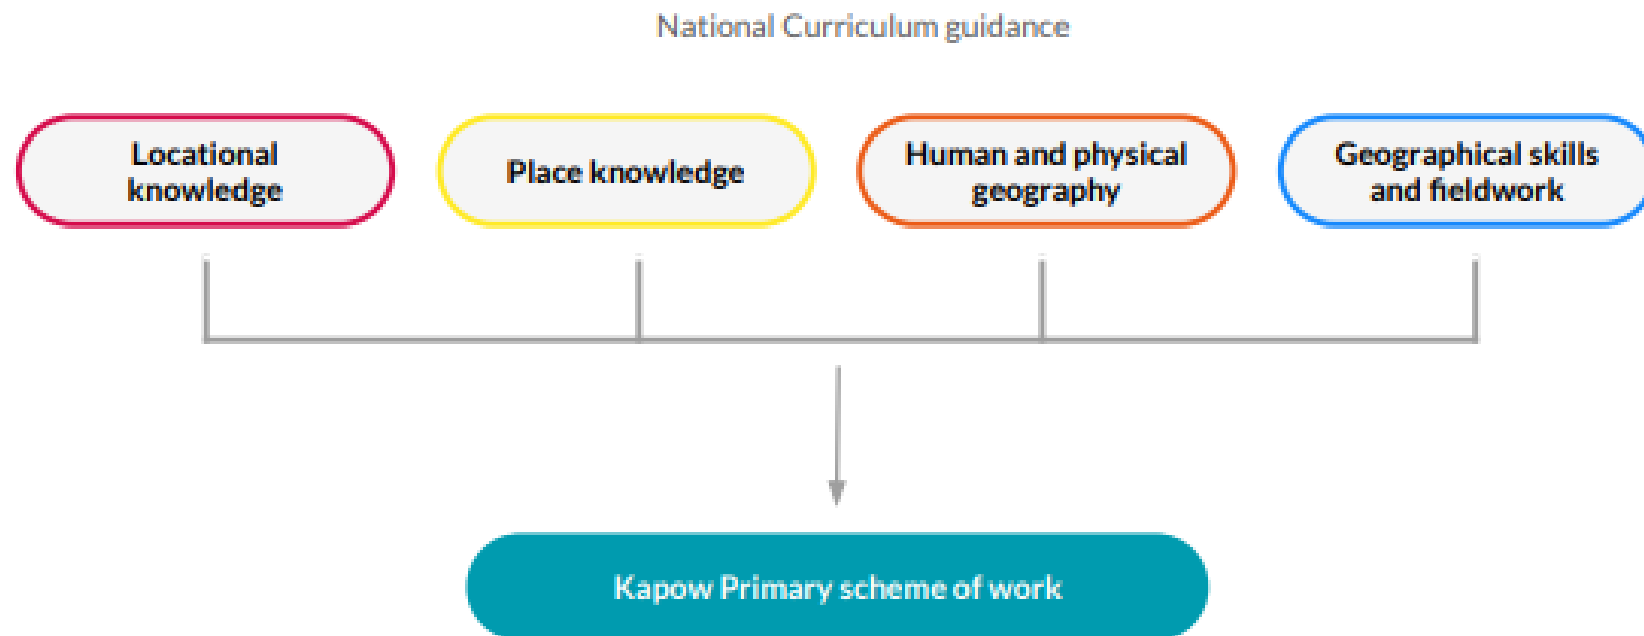 National Curriculum guidance
Locational
knowledge
Place knowledge
Human and physical
geography
Geographical skills
and fieldwork
Kapow Primary scheme of work